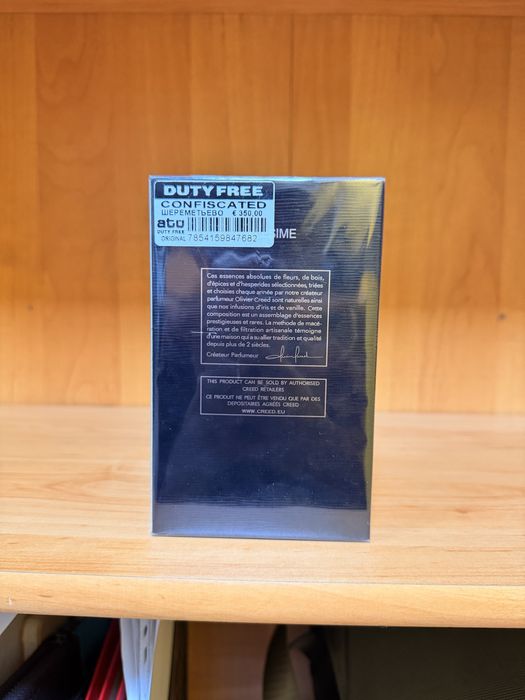 DUTY FREE
CONFISCATED
ШЕРЕМЕТЬЕВО € 350,00
ato
DUTY FREE
ORIGINAL 7854159847682
SIME
Ces essences absolues de fleurs, de bois,
d'épices et d'hesperides sélectionnées, triées
et choisies chaque année par notre créateur
parfumeur Olivier Creed sont naturelles ainsi
que nos infusions d'iris et de vanille. Cette
composition est un assemblage d'essences
prestigieuses et rares. La methode de macé-
ration et de filtration artisanale témoigne
d'une maison qui a su aller tradition et qualité
depuis plus de 2 siècles.
Créateur Parfumeur
THIS PRODUCT CAN BE SOLD BY AUTHORISED
CREED RETAILERS
CE PRODUIT NE PEUT ÊTRE VENDU QUE PAR DES
DEPOSITAIRES AGRÉES CREED
WWW.CREED.EU